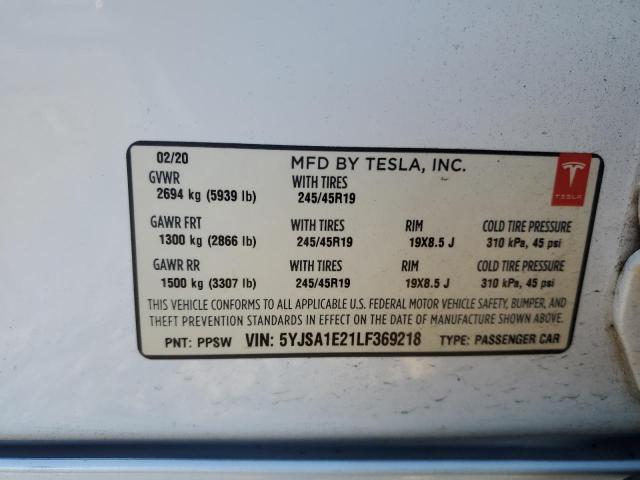 02/20 MFD BY TESLA, INC.
GVWR WITH TIRES
2694 kg (5939 lb) 245/45R19
TESLA
GAWR FRT WITH TIRES RIM COLD TIRE PRESSURE
1300 kg (2866 lb) 245/45R19 19X8.5 J 310 kPa, 45 psi
GAWR RR WITH TIRES RIM COLD TIRE PRESSURE
1500 kg (3307 lb) 245/45R19 19X8.5 J 310 kPa, 45 psi
THIS VEHICLE CONFORMS TO ALL APPLICABLE U.S. FEDERAL MOTOR VEHICLE SAFETY, BUMPER, AND
THEFT PREVENTION STANDARDS IN EFFECT ON THE DATE OF MANUFACTURE SHOWN ABOVE.
PNT: PPSW VIN: 5YJSA1E21LF369218 TYPE: PASSENGER CAR